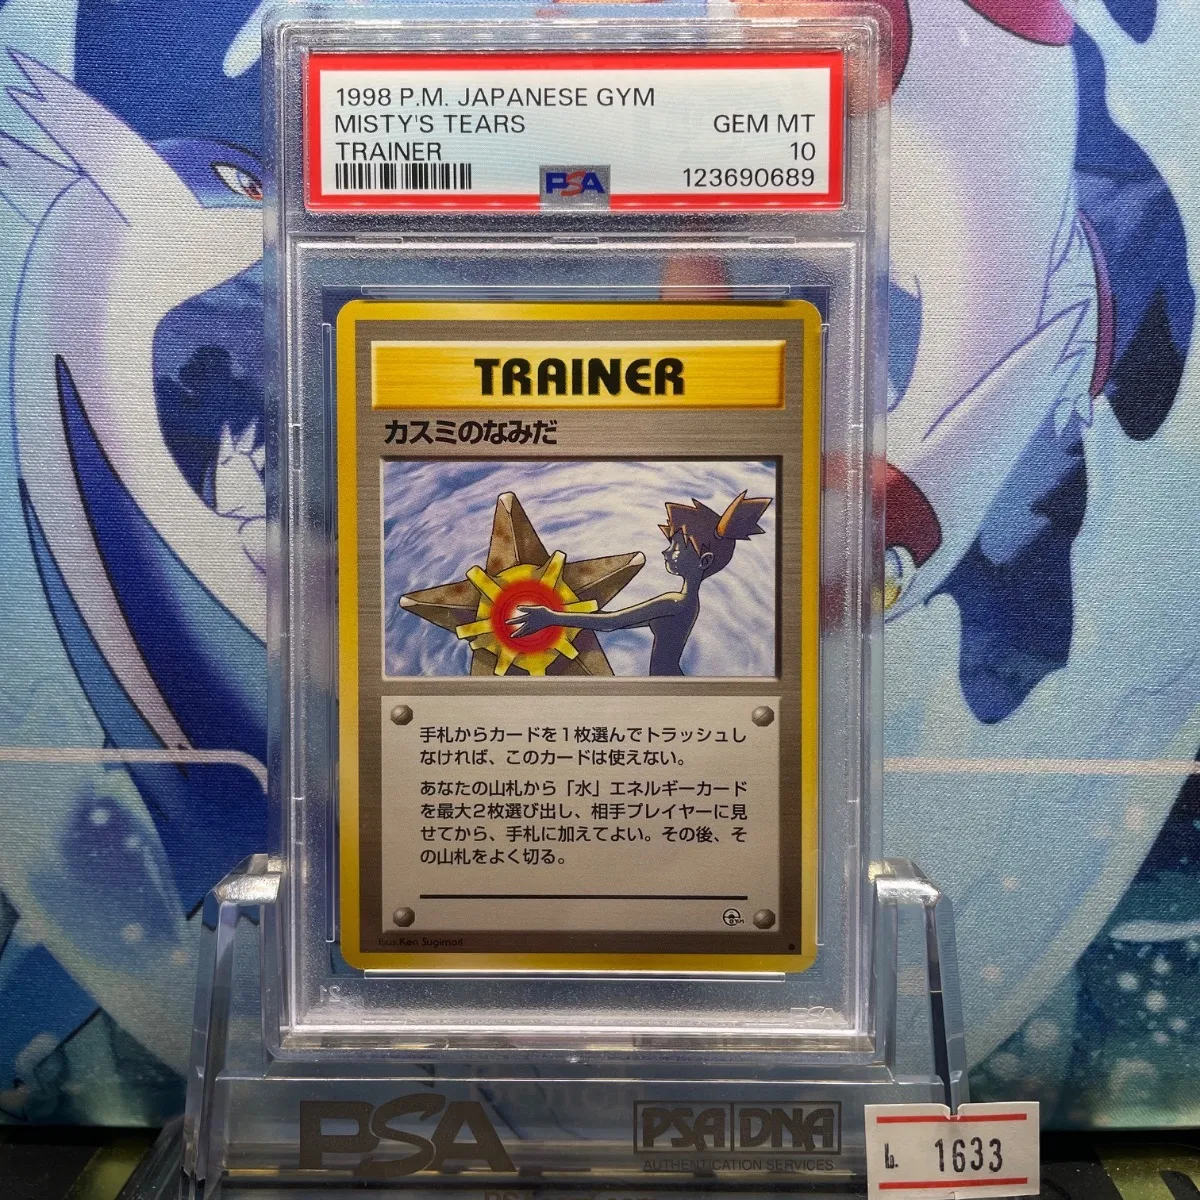 1998 P.M. JAPANESE GYM
MISTY'S TEARS
TRAINER
GEM MT
10
123690689
PSA
TRAINER
カスミのなみだ
手札からカードを1枚選んでトラッシュし
なければ、このカードは使えない。
あなたの山札から「水」エネルギーカード
を最大2枚選び出し、相手プレイヤーに見
せてから、手札に加えてよい。その後、そ
の山札をよく切る。
GYM
Illus. Ken Sugimori
PSA
PSA DNA
AUTHENTICATION SERVICES
1633